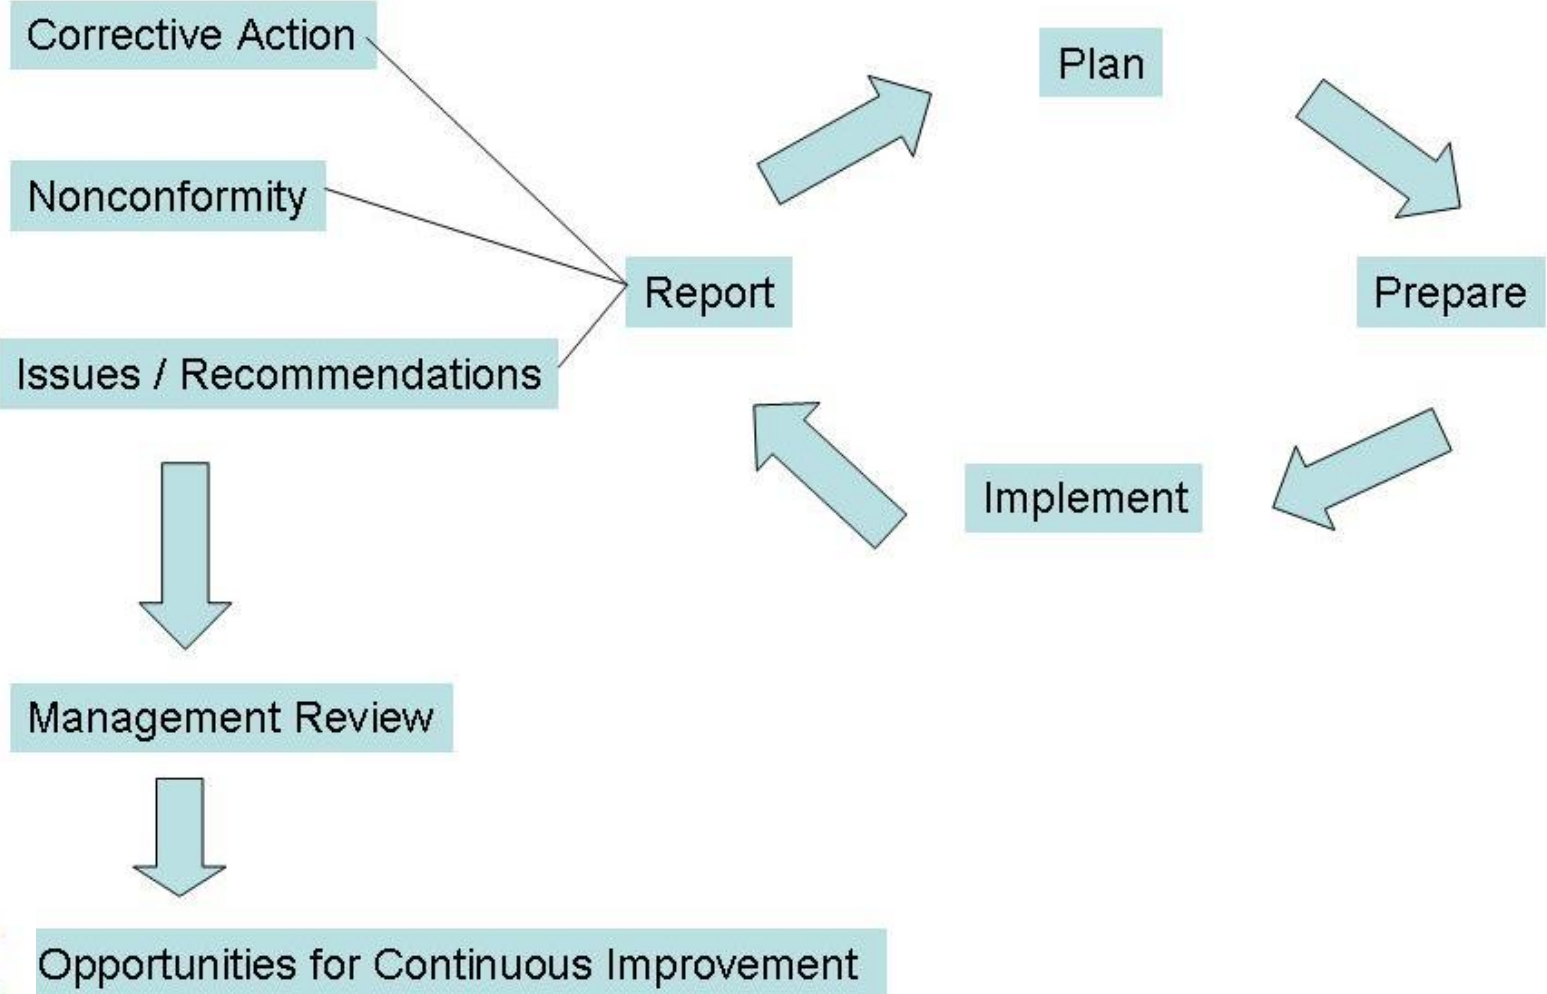 Corrective Action
Plan
Nonconformity
Report
Prepare
Issues / Recommendations
Implement
Management Review
Opportunities for Continuous Improvement